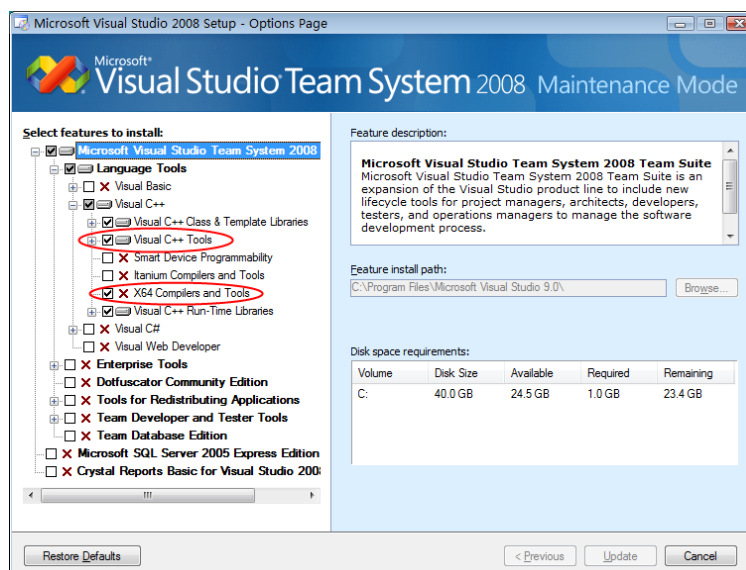 Microsoft Visual Studio 2008 Setup - Options Page
Microsoft®
Visual Studio Team System 2008 Maintenance Mode
Select features to install:
Microsoft Visual Studio Team System 2008
Language Tools
Visual Basic
Visual C++
Visual C++ Class & Template Libraries
Visual C++ Tools
Smart Device Programmability
Itanium Compilers and Tools
X64 Compilers and Tools
Visual C++ Run-Time Libraries
Visual C#
Visual Web Developer
Enterprise Tools
Dotfuscator Community Edition
Tools for Redistributing Applications
Team Developer and Tester Tools
Team Database Edition
Microsoft SQL Server 2005 Express Edition
Crystal Reports Basic for Visual Studio 200
Feature description:
Microsoft Visual Studio Team System 2008 Team Suite
Microsoft Visual Studio Team System 2008 Team Suite is an
expansion of the Visual Studio product line to include new
lifecycle tools for project managers, architects, developers,
testers, and operations managers to manage the software
development process.
Feature install path:
C:\Program Files\Microsoft Visual Studio 9.0\
Browse...
Disk space requirements:
Volume Disk Size Available Required Remaining
C: 40.0 GB 24.5 GB 1.0 GB 23.4 GB
Restore Defaults
< Previous
Update
Cancel